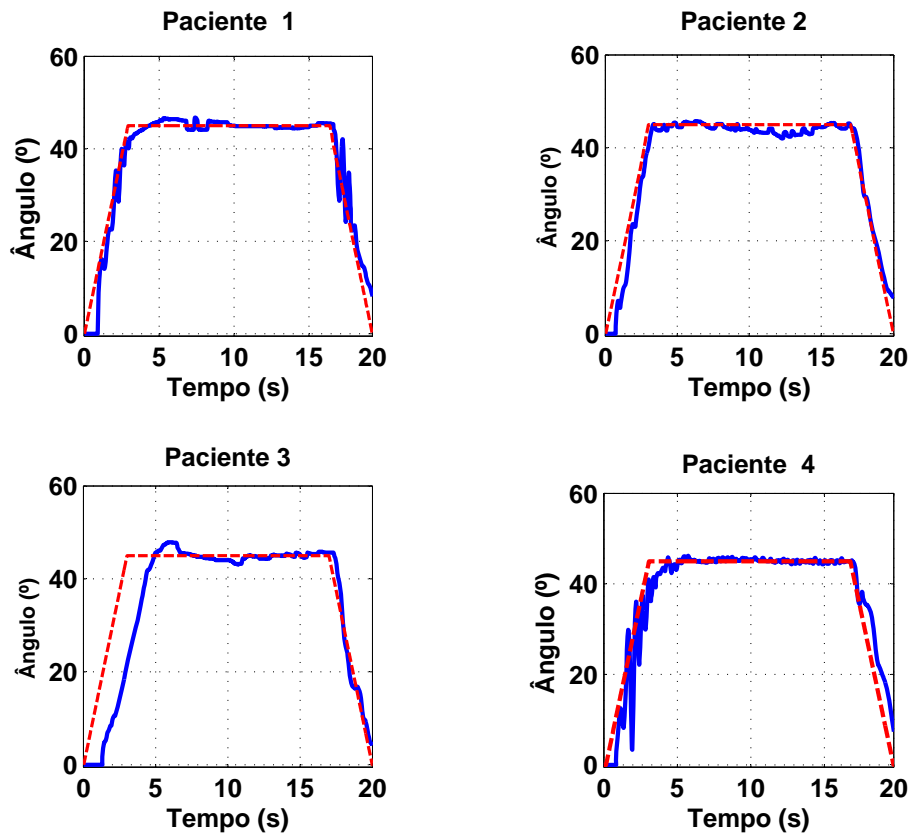 Paciente 1
60
40
20
0
Ângulo (º)
0 5 10 15 20
Tempo (s)
Paciente 2
60
40
20
0
Ângulo (º)
0 5 10 15 20
Tempo (s)
Paciente 3
60
40
20
0
Ângulo (º)
0 5 10 15 20
Tempo (s)
Paciente 4
60
40
20
0
Ângulo (º)
0 5 10 15 20
Tempo (s)